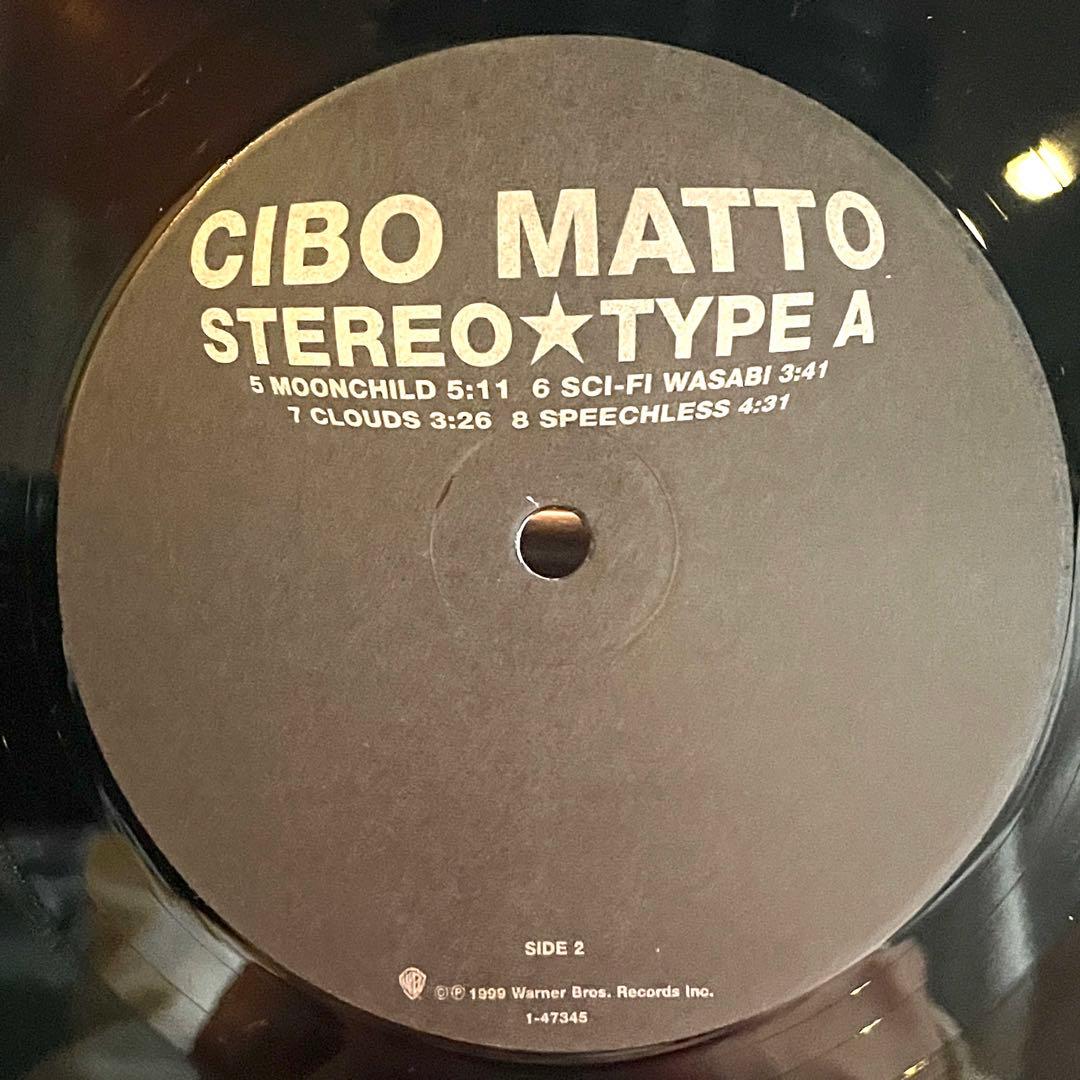 CIBO MATTO
STEREO★TYPE A
5 MOONCHILD 5:11 6 SCI-FI WASABI 3:41
7 CLOUDS 3:26 8 SPEECHLESS 4:31
SIDE 2
WB ©℗ 1999 Warner Bros. Records Inc.
1-47345